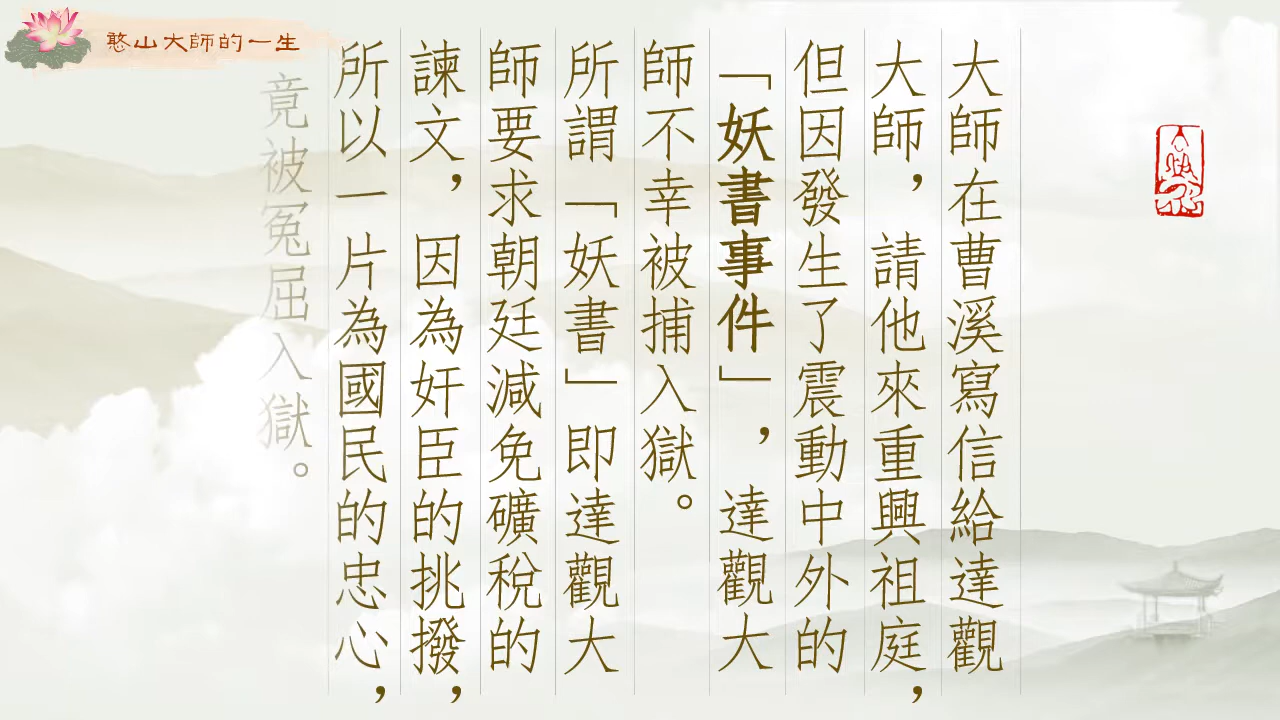 憨山大師的一生
大師在曹溪寫信給達觀
大師，請他來重興祖庭，
但因發生了震動中外的
「妖書事件」，達觀大
師不幸被捕入獄。
所謂「妖書」即達觀大
師要求朝廷減免礦稅的
諫文，因為奸臣的挑撥，
所以一片為國民的忠心，
竟被冤屈入獄。